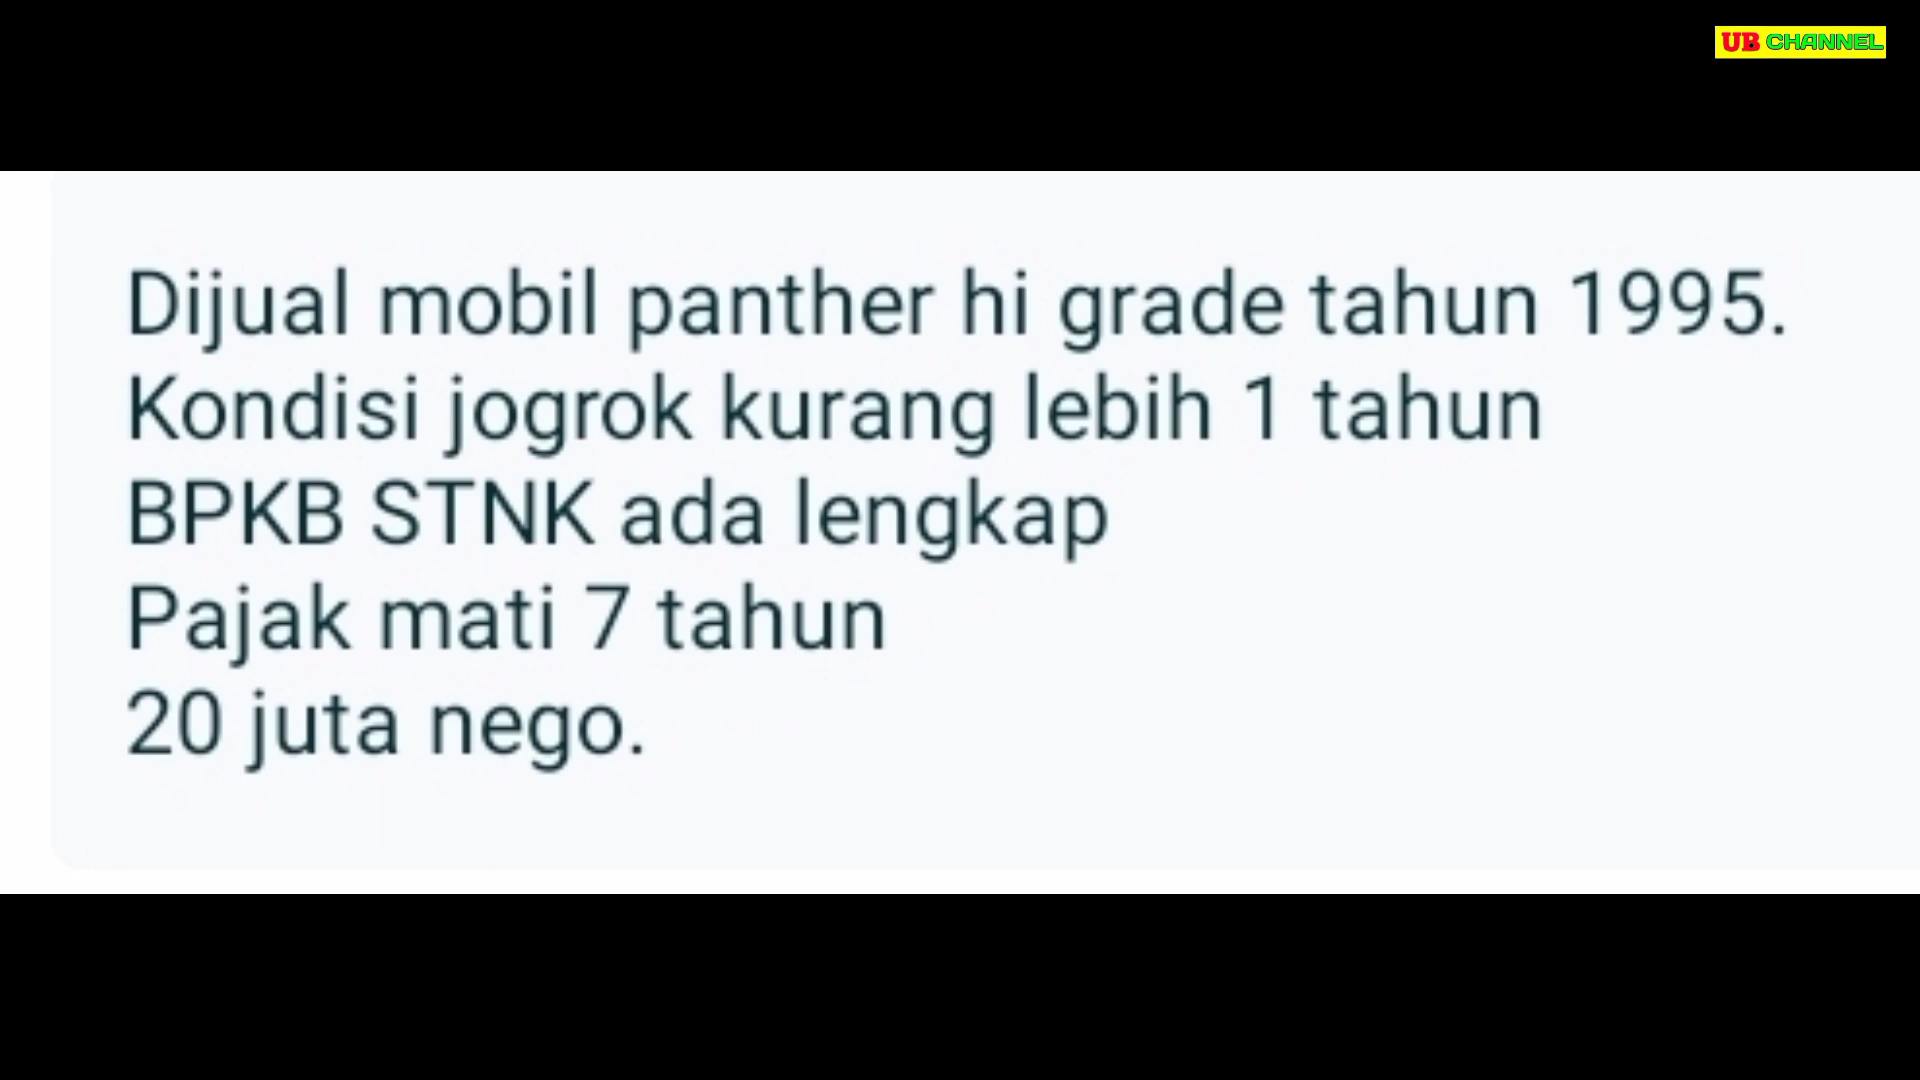 UB CHANNEL
Dijual mobil panther hi grade tahun 1995.
Kondisi jogrok kurang lebih 1 tahun
BPKB STNK ada lengkap
Pajak mati 7 tahun
20 juta nego.